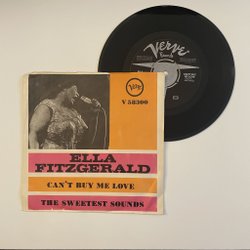 Verve
V 58300
ELLA
FITZGERALD
CAN'T BUY ME LOVE
THE SWEETEST SOUNDS
Verve